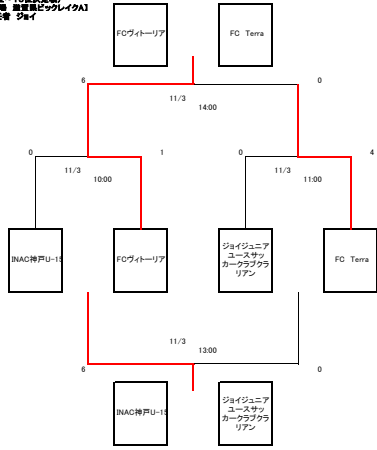 場 滋賀県ビックレイクA】
者 ジョイ
FCヴィトーリア
FC Terra
6
0
11/3
14:00
0
1
0
4
11/3
10:00
11/3
11:00
INAC神戸U-15
FCヴィトーリア
ジョイジュニア
ユースサッ
カークラブクラ
リアン
FC Terra
11/3
13:00
6
0
INAC神戸U-15
ジョイジュニア
ユースサッ
カークラブクラ
リアン